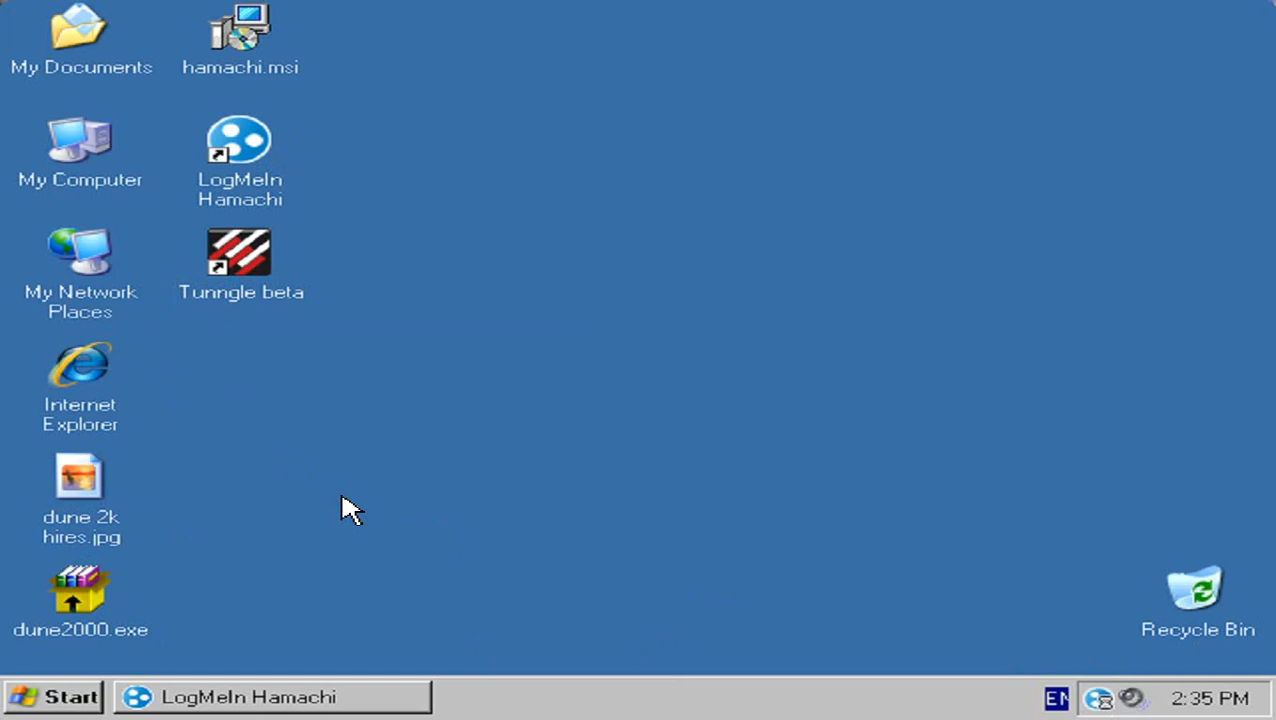 My Documents
hamachi.msi
My Computer
LogMeIn
Hamachi
My Network
Places
Tunngle beta
Internet
Explorer
dune 2k
hires.jpg
dune2000.exe
Recycle Bin
Start
LogMeIn Hamachi
EN
2:35 PM